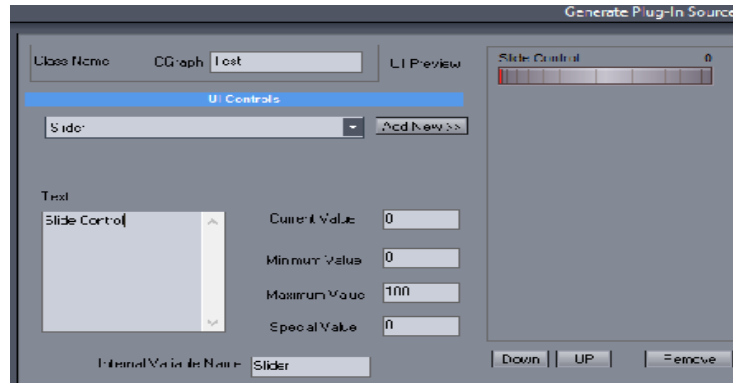 Generate Plug-In Source
Class Name CGraph Test UI Preview
Slide Control 0
UI Controls
Slider Add New >>
Text
Slide Control
Current Value 0
Minimum Value 0
Maximum Value 100
Special Value 0
Internal Variable Name Slider
Down UP Remove